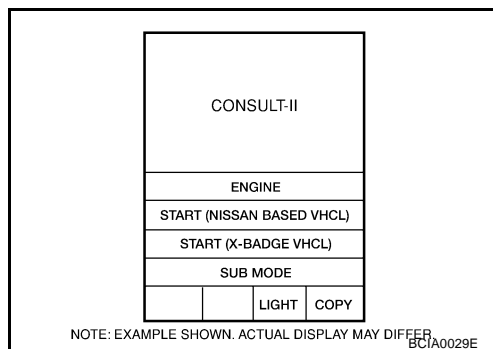 CONSULT-II
ENGINE
START (NISSAN BASED VHCL)
START (X-BADGE VHCL)
SUB MODE
LIGHT COPY
NOTE: EXAMPLE SHOWN. ACTUAL DISPLAY MAY DIFFER.
BCIA0029E